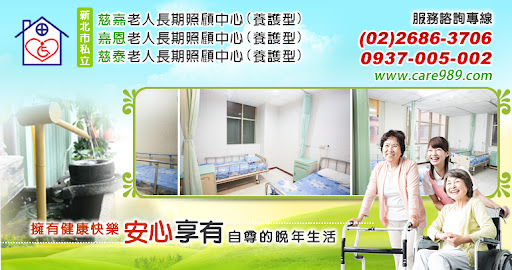 新北市私立
慈嘉老人長期照顧中心(養護型)
嘉恩老人長期照顧中心(養護型)
慈泰老人長期照顧中心(養護型)
服務諮詢專線
(02)2686-3706
0937-005-002
www.care989.com
擁有健康快樂 安心享有 自尊的晚年生活